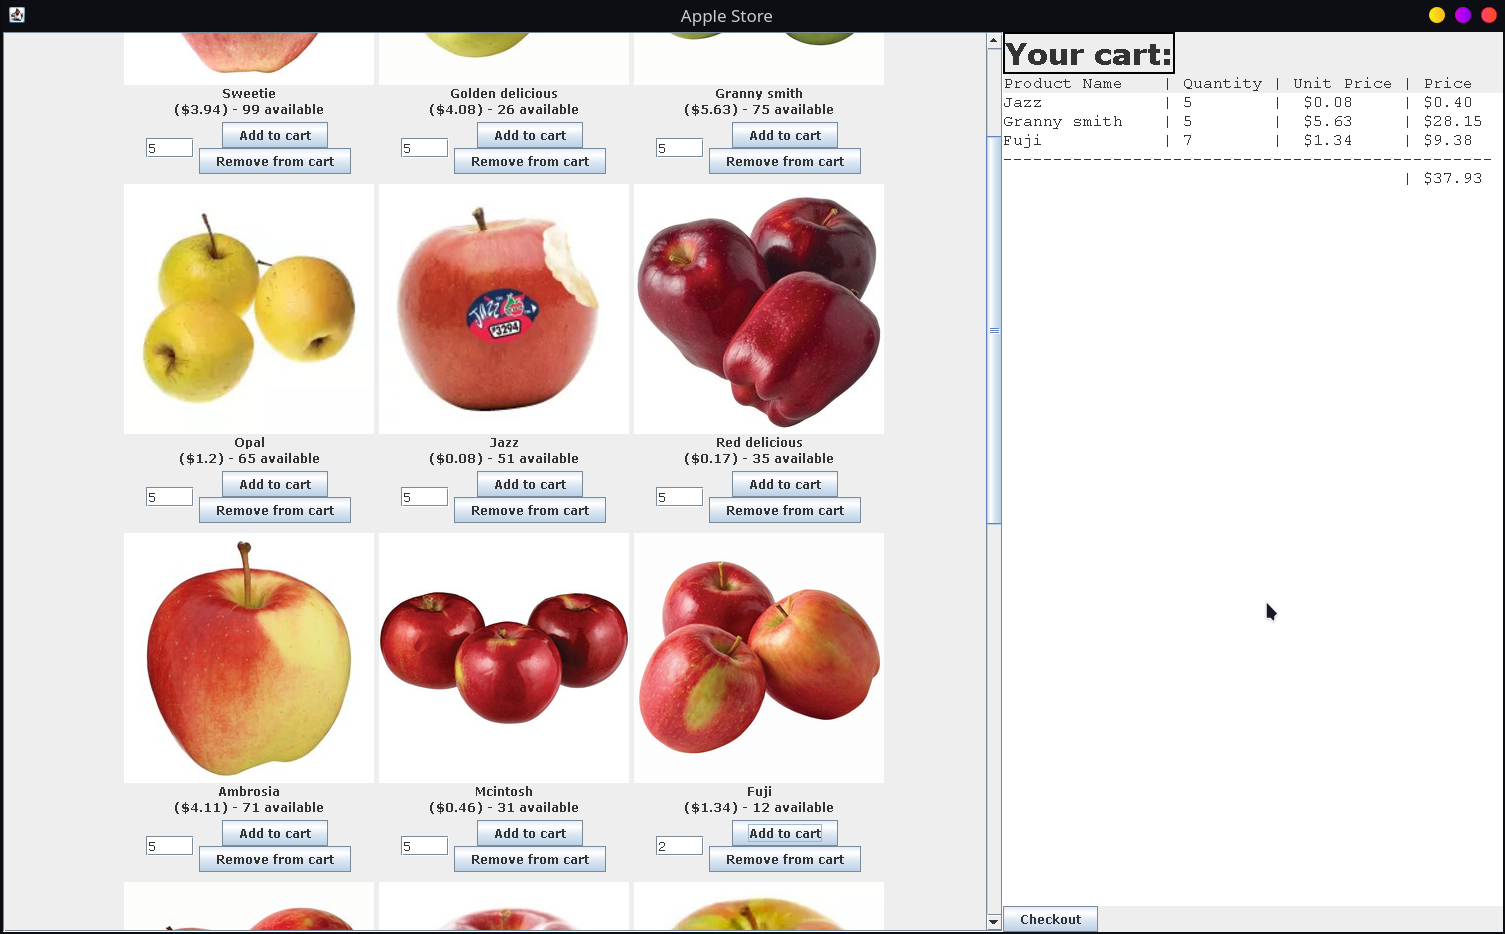 Apple Store
Sweetie
($3.94) - 99 available
5
Add to cart
Remove from cart
Golden delicious
($4.08) - 26 available
5
Add to cart
Remove from cart
Granny smith
($5.63) - 75 available
5
Add to cart
Remove from cart
Opal
($1.2) - 65 available
5
Add to cart
Remove from cart
Jazz
3294
Jazz
($0.08) - 51 available
5
Add to cart
Remove from cart
Red delicious
($0.17) - 35 available
5
Add to cart
Remove from cart
Ambrosia
($4.11) - 71 available
5
Add to cart
Remove from cart
Mcintosh
($0.46) - 31 available
5
Add to cart
Remove from cart
Fuji
($1.34) - 12 available
2
Add to cart
Remove from cart
Your cart:
Product Name | Quantity | Unit Price | Price
Jazz | 5 | $0.08 | $0.40
Granny smith | 5 | $5.63 | $28.15
Fuji | 7 | $1.34 | $9.38
-------------------------------------------------
| $37.93
Checkout